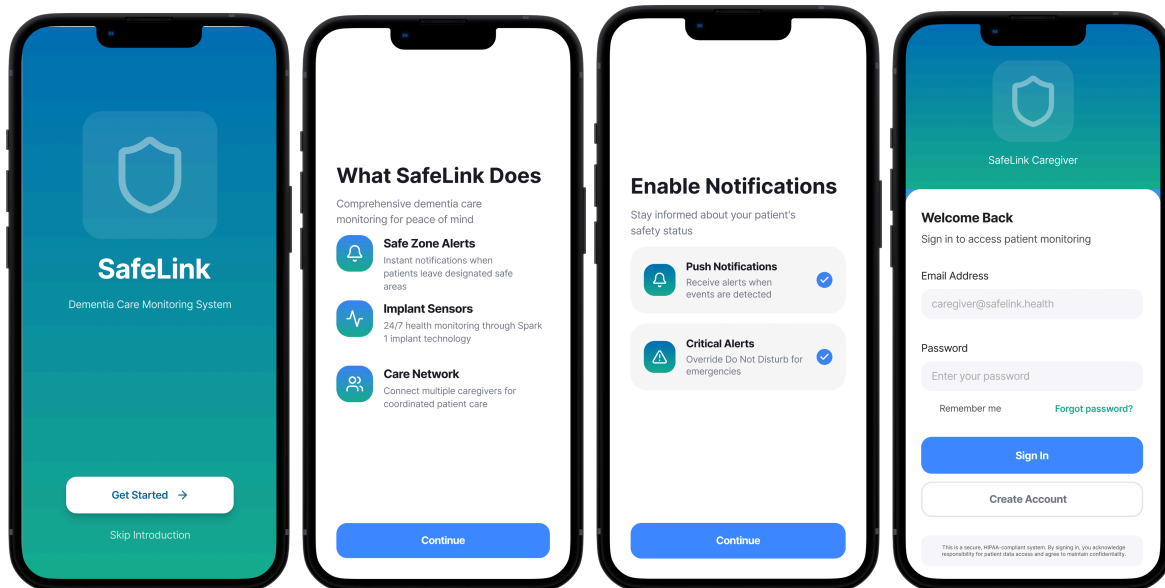 SafeLink
Dementia Care Monitoring System
Get Started →
Skip Introduction
What SafeLink Does
Comprehensive dementia care
monitoring for peace of mind
Safe Zone Alerts
Instant notifications when
patients leave designated safe
areas
Implant Sensors
24/7 health monitoring through Spark
1 implant technology
Care Network
Connect multiple caregivers for
coordinated patient care
Continue
Enable Notifications
Stay informed about your patient's
safety status
Push Notifications
Receive alerts when
events are detected
Critical Alerts
Override Do Not Disturb for
emergencies
Continue
SafeLink Caregiver
Welcome Back
Sign in to access patient monitoring
Email Address
caregiver@safelink.health
Password
Enter your password
Remember me
Forgot password?
Sign In
Create Account
This is a secure, HIPAA-compliant system. By signing in, you acknowledge
responsibility for patient data access and agree to maintain confidentiality.